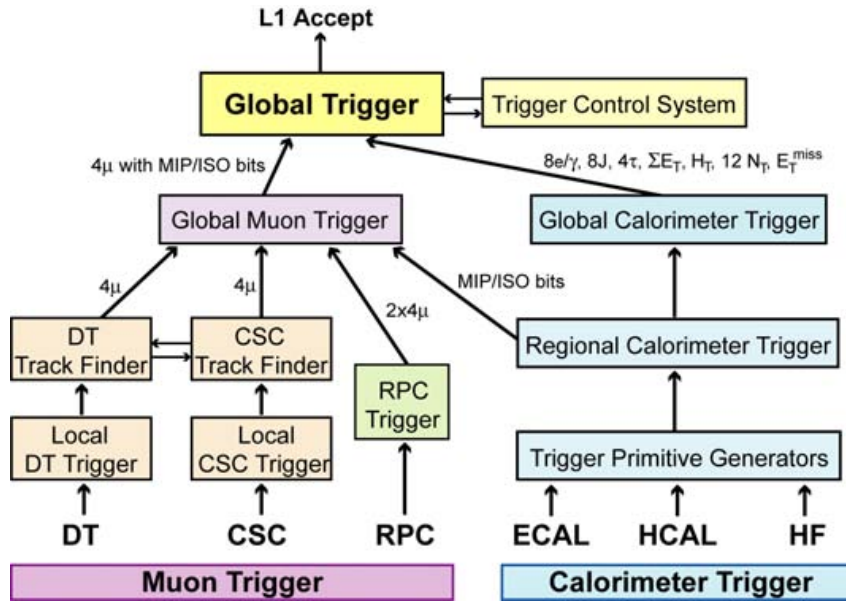 L1 Accept
Global Trigger
Trigger Control System
4μ with MIP/ISO bits
8e/γ, 8J, 4τ, ΣE_T, H_T, 12 N_T, E_T^miss
Global Muon Trigger
Global Calorimeter Trigger
4μ
4μ
2x4μ
MIP/ISO bits
DT
Track Finder
CSC
Track Finder
Regional Calorimeter Trigger
RPC
Trigger
Local
DT Trigger
Local
CSC Trigger
Trigger Primitive Generators
DT
CSC
RPC
ECAL
HCAL
HF
Muon Trigger
Calorimeter Trigger